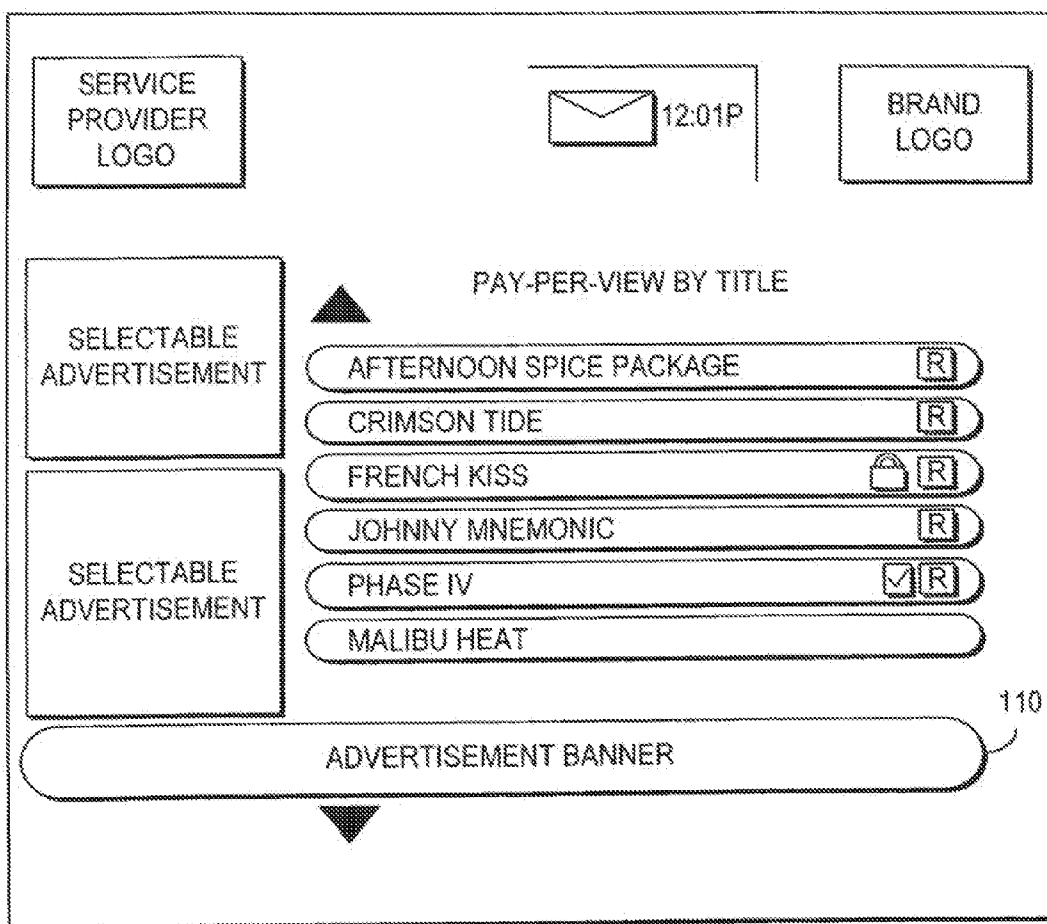 SERVICE
PROVIDER
LOGO
12:01P
BRAND
LOGO
SELECTABLE
ADVERTISEMENT
SELECTABLE
ADVERTISEMENT
PAY-PER-VIEW BY TITLE
AFTERNOON SPICE PACKAGE R
CRIMSON TIDE R
FRENCH KISS R
JOHNNY MNEMONIC R
PHASE IV R
MALIBU HEAT
110
ADVERTISEMENT BANNER